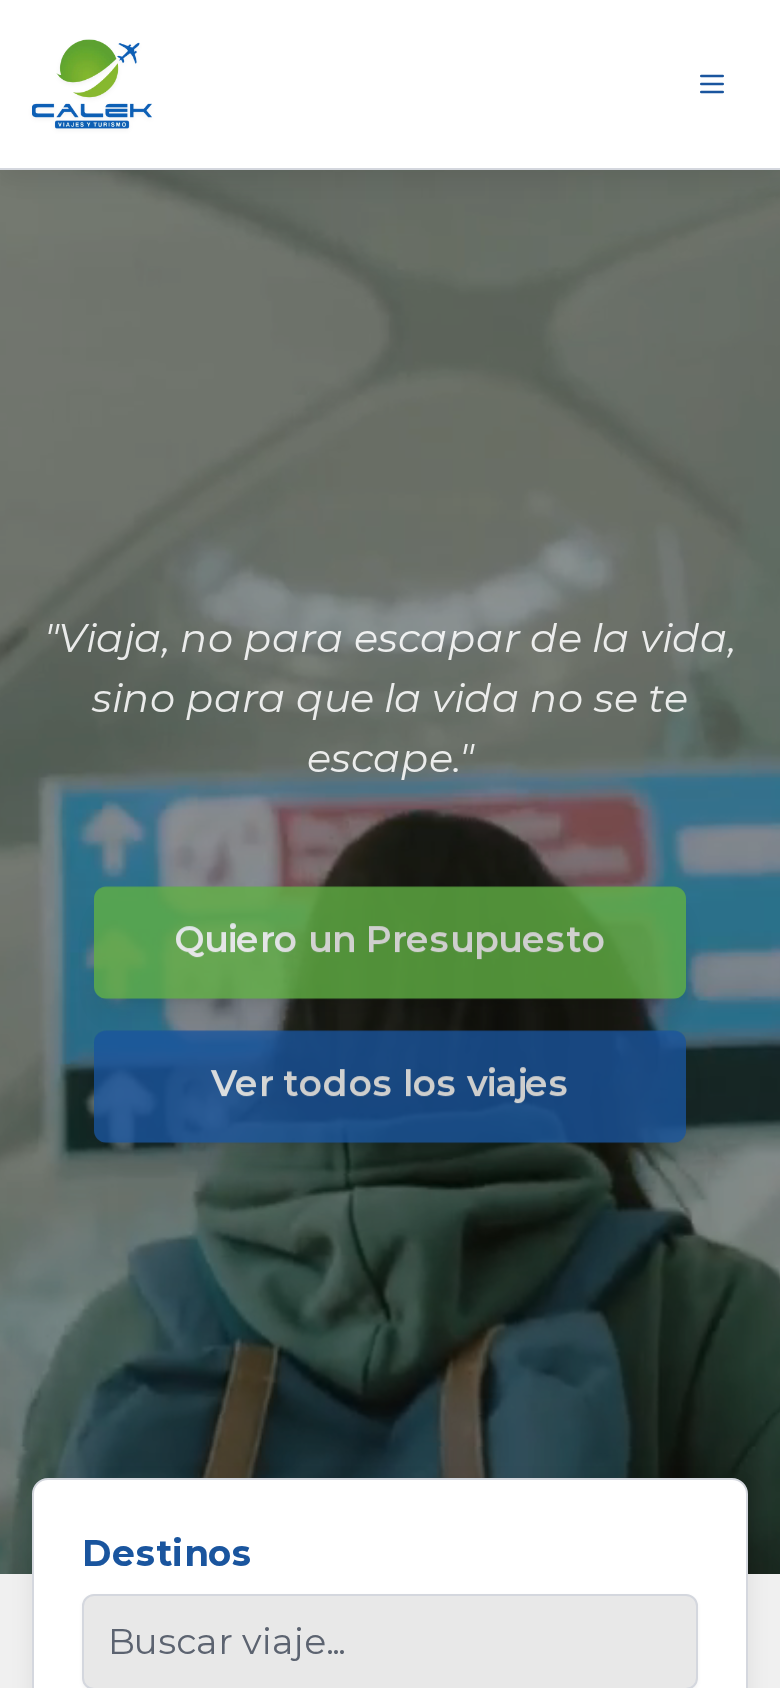 CALEK
VIAJES Y TURISMO
"Viaja, no para escapar de la vida,
sino para que la vida no se te
escape."
Quiero un Presupuesto
Ver todos los viajes
Destinos
Buscar viaje...